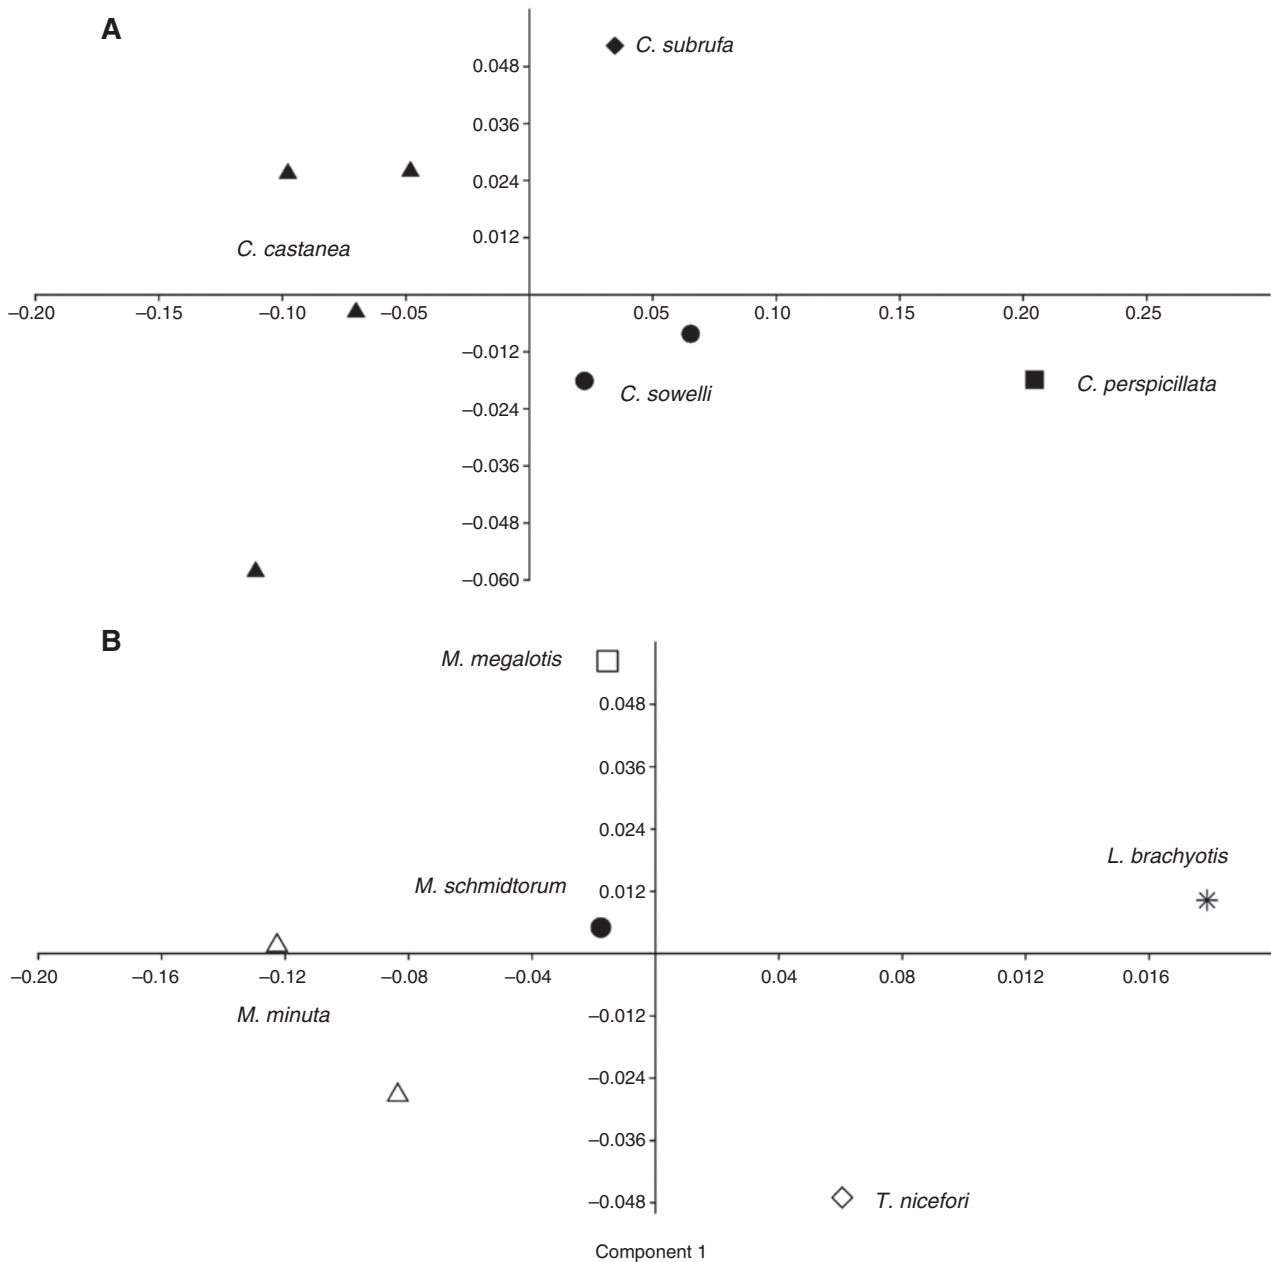 A
C. subrufa
0.048
0.036
0.024
0.012
C. castanea
–0.20 –0.15 –0.10 –0.05 0.05 0.10 0.15 0.20 0.25
–0.012
C. perspicillata
C. sowelli
–0.024
–0.036
–0.048
–0.060
B
M. megalotis
0.048
0.036
0.024
L. brachyotis
M. schmidtorum
0.012
–0.20 –0.16 –0.12 –0.08 –0.04 0.04 0.08 0.012 0.016
M. minuta
–0.012
–0.024
–0.036
–0.048
T. nicefori
Component 1